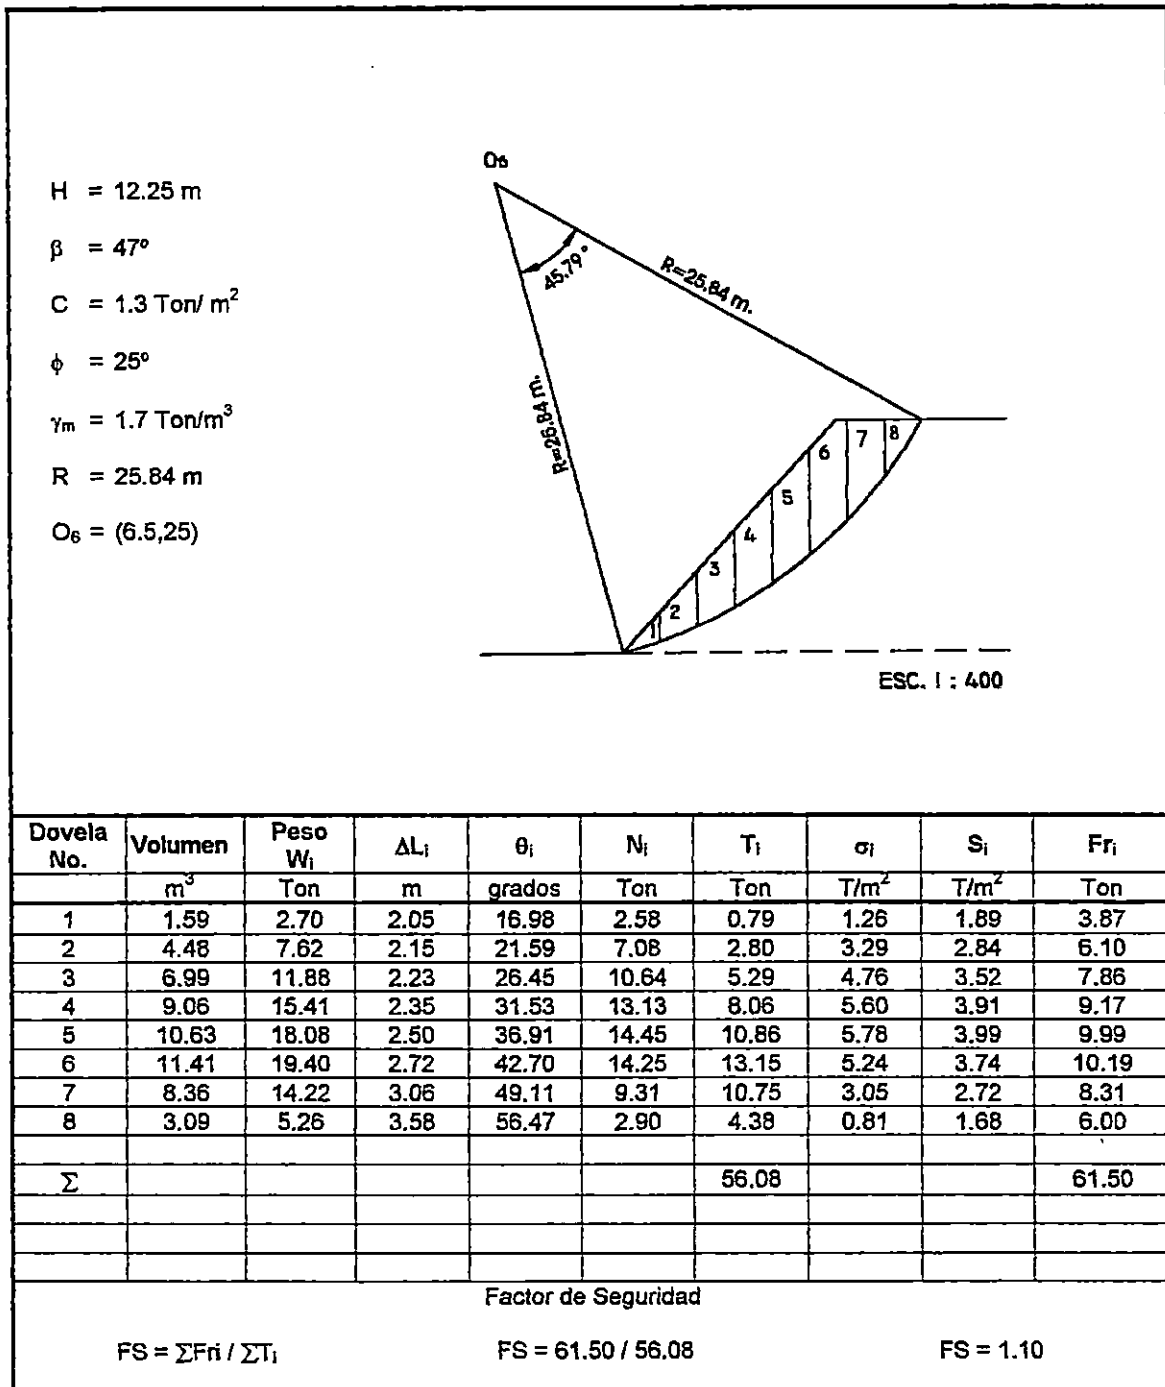 H = 12.25 m
β = 47º
C = 1.3 Ton/ m²
ϕ = 25º
γm = 1.7 Ton/m³
R = 25.84 m
O₆ = (6.5,25)
O₆
45.79°
R=25.84 m.
R=25.84 m.
1
2
3
4
5
6
7
8
ESC. 1 : 400
Dovela No. Volumen Peso Wᵢ ΔLᵢ θᵢ Nᵢ Tᵢ σᵢ Sᵢ Frᵢ
m³ Ton m grados Ton Ton T/m² T/m² Ton
1 1.59 2.70 2.05 16.98 2.58 0.79 1.26 1.89 3.87
2 4.48 7.62 2.15 21.59 7.08 2.80 3.29 2.84 6.10
3 6.99 11.88 2.23 26.45 10.64 5.29 4.76 3.52 7.86
4 9.06 15.41 2.35 31.53 13.13 8.06 5.60 3.91 9.17
5 10.63 18.08 2.50 36.91 14.45 10.86 5.78 3.99 9.99
6 11.41 19.40 2.72 42.70 14.25 13.15 5.24 3.74 10.19
7 8.36 14.22 3.06 49.11 9.31 10.75 3.05 2.72 8.31
8 3.09 5.26 3.58 56.47 2.90 4.38 0.81 1.68 6.00
Σ 56.08 61.50
Factor de Seguridad
FS = ΣFri / ΣTᵢ FS = 61.50 / 56.08 FS = 1.10